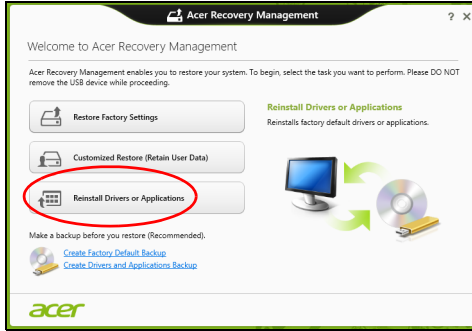 Acer Recovery Management
? X
Welcome to Acer Recovery Management
Acer Recovery Management enables you to restore your system. To begin, select the task you want to perform. Please DO NOT
remove the USB device while proceeding.
Restore Factory Settings
Customized Restore (Retain User Data)
Reinstall Drivers or Applications
Reinstall Drivers or Applications
Reinstalls factory default drivers or applications.
Make a backup before you restore (Recommended).
Create Factory Default Backup
Create Drivers and Applications Backup
acer